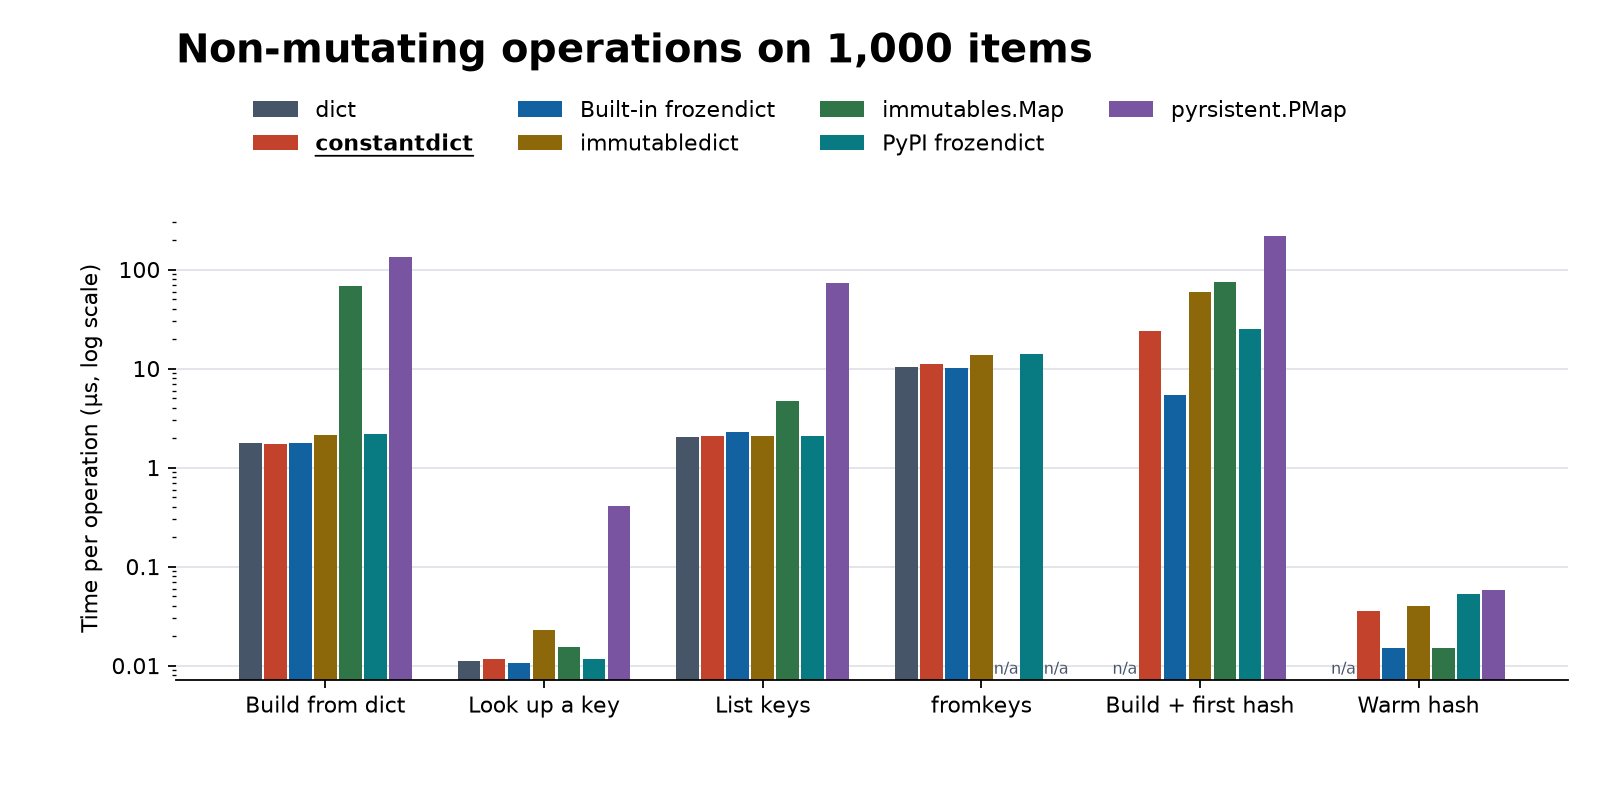 Non-mutating operations on 1,000 items
dict
Built-in frozendict
immutables.Map
pyrsistent.PMap
constantdict
immutabledict
PyPI frozendict
Time per operation (µs, log scale)
100
10
1
0.1
0.01
n/a
n/a
n/a
n/a
Build from dict
Look up a key
List keys
fromkeys
Build + first hash
Warm hash